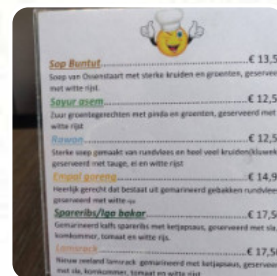 Sop Buntut € 13,5
Soep van Ossenstaart met sterke kruiden en groenten, geserveer
met witte rijst.
Sayur asem € 12,5
Zuur groentegerechten met pinda en groenten, geserveerd met
witte rijst
Rawon € 12,5
Sterke soep gemaakt van rundvlees en heel veel kruiden(kluwek
geserveerd met tauge, ei en witte rijst
Empal goreng € 14,9
Heerlijk gerecht dat bestaat uit gemarineerd gebakken rundvlees
geserveerd met witte
Spareribs/Iga bakar € 17,5
Gemarineerd kalfs spareribs met ketjapsaus, geserveerd met sla,
komkommer, tomaat en witte rijs.
Lamsrack € 17,5
Nieuw zeeland lamsrack gemarineerd met ketjapsaus, geserveer
met sla, komkommer, tomaat en witte rijst